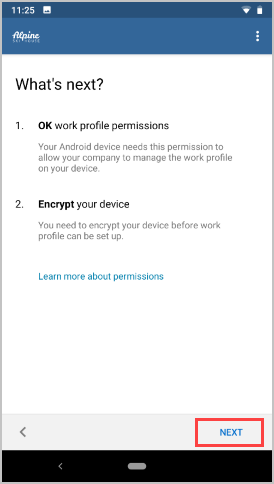 11:25
Alpine
SKI HOUSE
What's next?
1. OK work profile permissions
Your Android device needs this permission to
allow your company to manage the work profile
on your device.
2. Encrypt your device
You need to encrypt your device before work
profile can be set up.
Learn more about permissions
NEXT